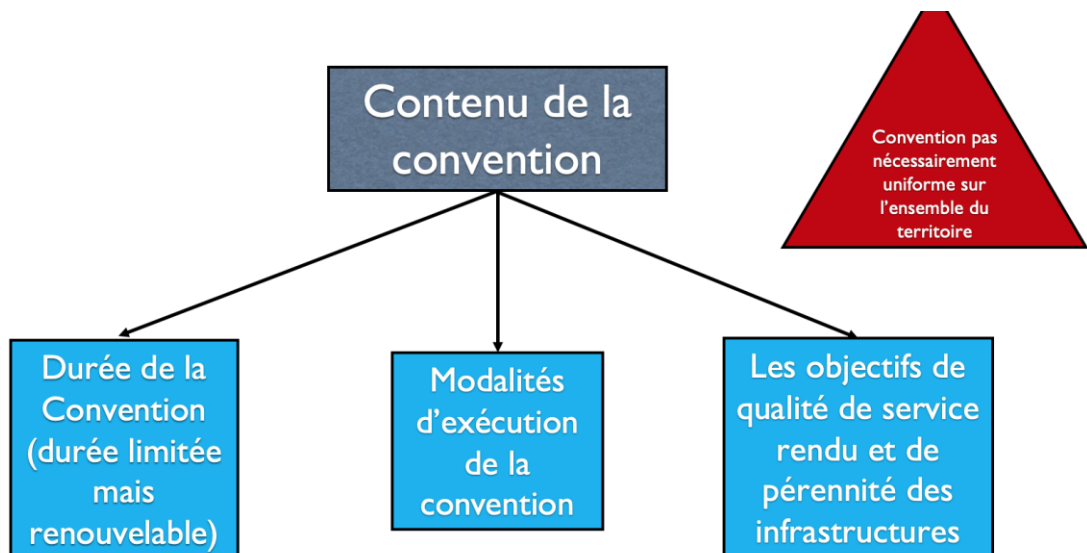 Contenu de la
convention
Convention pas
nécessairement
uniforme sur
l'ensemble du
territoire
Durée de la
Convention
(durée limitée
mais
renouvelable)
Modalités
d'exécution
de la
convention
Les objectifs de
qualité de service
rendu et de
pérennité des
infrastructures